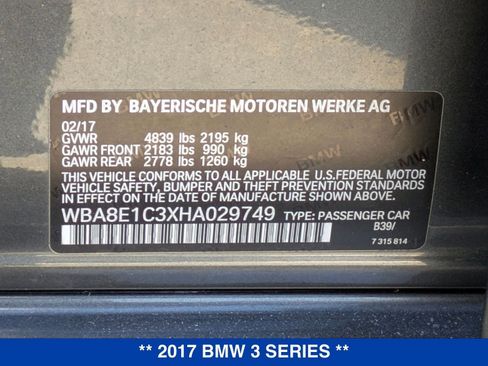 MFD BY BAYERISCHE MOTOREN WERKE AG
02/17
GVWR 4839 lbs 2195 kg
GAWR FRONT 2183 lbs 990 kg
GAWR REAR 2778 lbs 1260 kg
THIS VEHICLE CONFORMS TO ALL APPLICABLE U.S.FEDERAL MOTOR
VEHICLE SAFETY, BUMPER AND THEFT PREVENTION STANDARDS
IN EFFECT ON THE DATE OF MANUFACTURE SHOWN ABOVE.
WBA8E1C3XHA029749 TYPE: PASSENGER CAR
B39/
7 315 814
** 2017 BMW 3 SERIES **